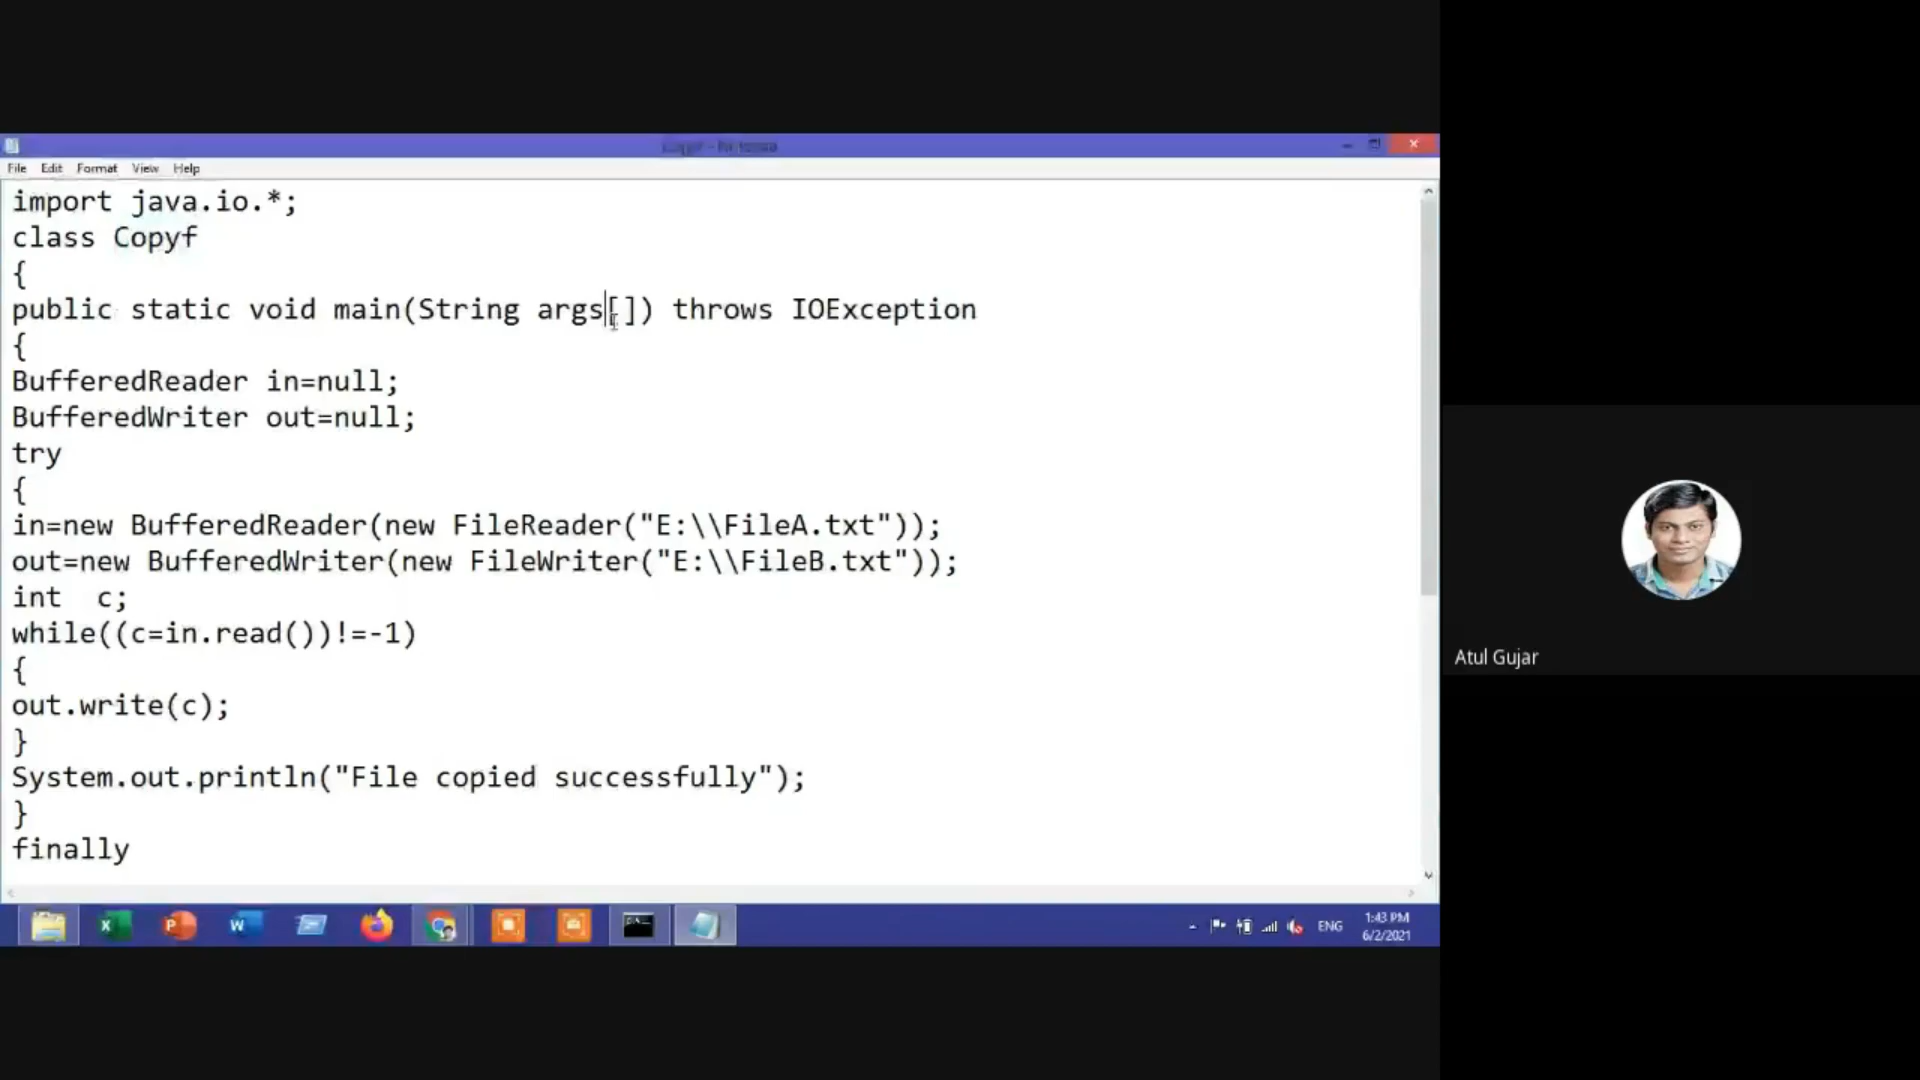 File Edit Format View Help
import java.io.*;
class Copyf
{
public static void main(String args[]) throws IOException
{
BufferedReader in=null;
BufferedWriter out=null;
try
{
in=new BufferedReader(new FileReader("E:\\FileA.txt"));
out=new BufferedWriter(new FileWriter("E:\\FileB.txt"));
int  c;
while((c=in.read())!=-1)
{
out.write(c);
}
System.out.println("File copied successfully");
}
finally
ENG
1:43 PM
6/2/2021
Atul Gujar